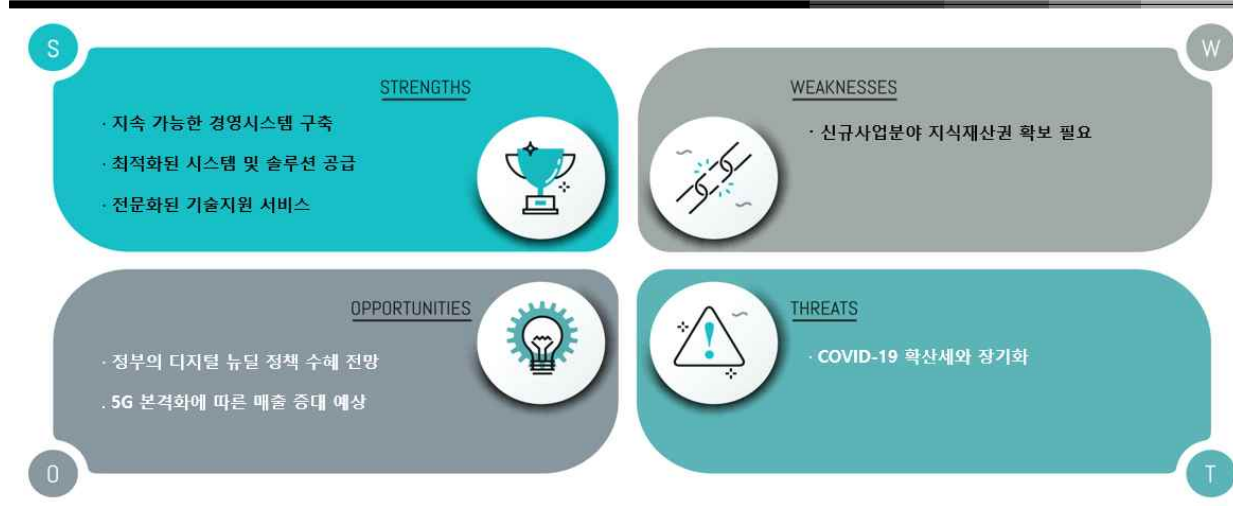 S
STRENGTHS
· 지속 가능한 경영시스템 구축
· 최적화된 시스템 및 솔루션 공급
· 전문화된 기술지원 서비스
W
WEAKNESSES
· 신규사업분야 지식재산권 확보 필요
OPPORTUNITIES
· 정부의 디지털 뉴딜 정책 수혜 전망
. 5G 본격화에 따른 매출 증대 예상
O
THREATS
· COVID-19 확산세와 장기화
T